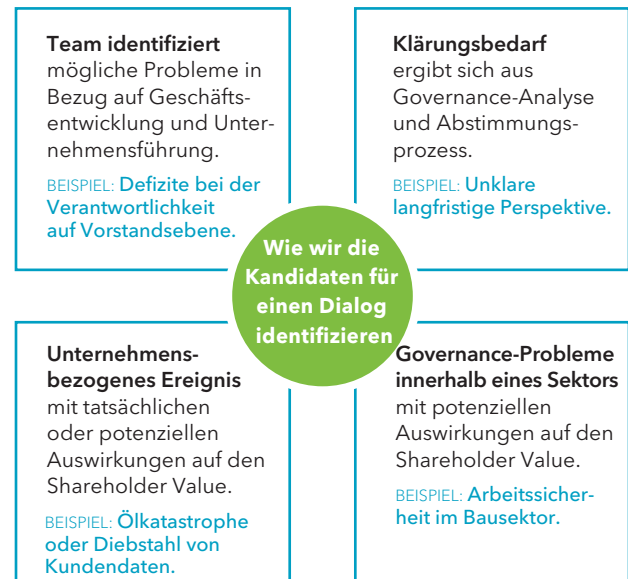 Team identifiziert
mögliche Probleme in
Bezug auf Geschäfts-
entwicklung und Unter-
nehmensführung.
BEISPIEL: Defizite bei der
Verantwortlichkeit
auf Vorstandsebene.
Klärungsbedarf
ergibt sich aus
Governance-Analyse
und Abstimmungs-
prozess.
BEISPIEL: Unklare
langfristige Perspektive.
Wie wir die
Kandidaten für
einen Dialog
identifizieren
Unternehmens-
bezogenes Ereignis
mit tatsächlichen
oder potenziellen
Auswirkungen auf den
Shareholder Value.
BEISPIEL: Ölkatastrophe
oder Diebstahl von
Kundendaten.
Governance-Probleme
innerhalb eines Sektors
mit potenziellen
Auswirkungen auf den
Shareholder Value.
BEISPIEL: Arbeitssicher-
heit im Bausektor.